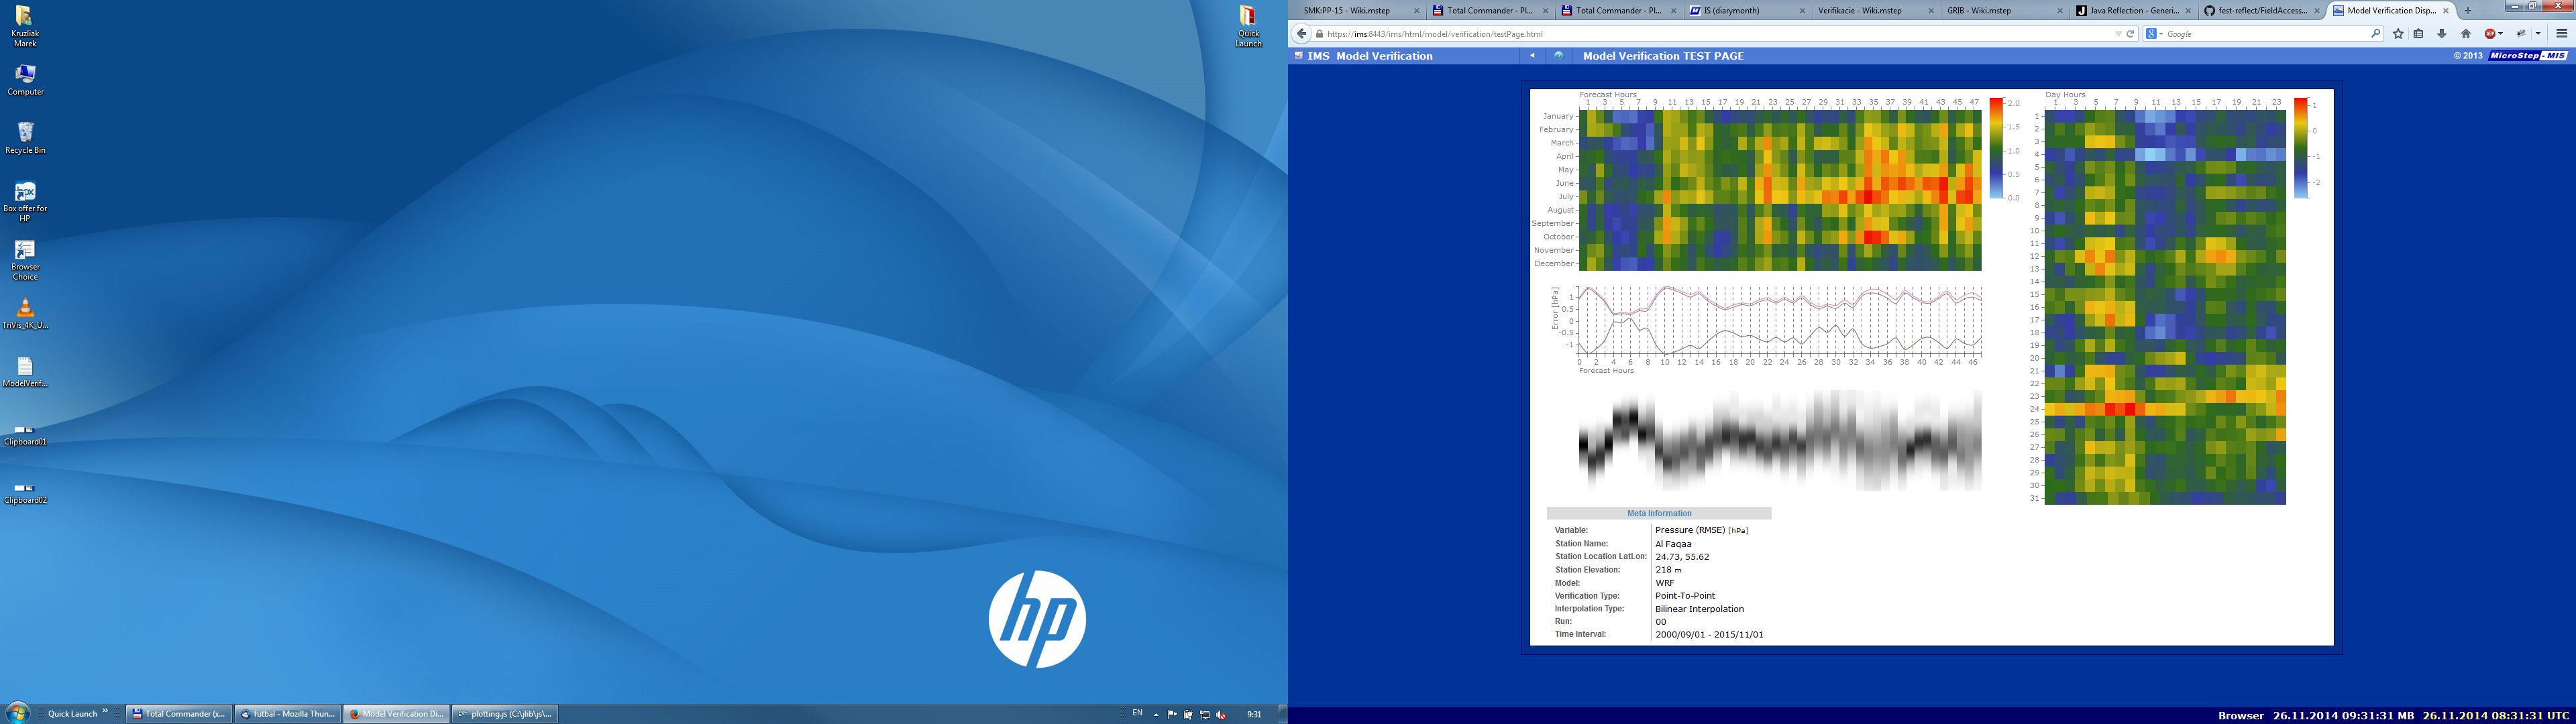 Kruzliak
Marek
Computer
Recycle Bin
Box offer for
HP
Browser
Choice
TriVis_4K_U...
ModelVerif...
Clipboard01
Clipboard02
Quick
Launch
hp
Quick Launch
Total Commander (x...
futbal - Mozilla Thun...
Model Verification Di...
plotting.js (C:\jlib\js\...
EN
9:31
SMK:PP-15 - Wiki.mstep
Total Commander - Pl...
Total Commander - Pl...
IS (diarymonth)
Verifikacie - Wiki.mstep
GRIB - Wiki.mstep
Java Reflection - Generi...
fest-reflect/FieldAccess...
Model Verification Disp...
https://ims:8443/ims/html/model/verification/testPage.html
Google
IMS Model Verification
Model Verification TEST PAGE
© 2013 MicroStep-MIS
Forecast Hours
1 3 5 7 9 11 13 15 17 19 21 23 25 27 29 31 33 35 37 39 41 43 45 47
January
February
March
April
May
June
July
August
September
October
November
December
2.0
1.5
1.0
0.5
0.0
Error [hPa]
1
0.5
0
-0.5
-1
0 2 4 6 8 10 12 14 16 18 20 22 24 26 28 30 32 34 36 38 40 42 44 46
Forecast Hours
Day Hours
1 3 5 7 9 11 13 15 17 19 21 23
1
2
3
4
5
6
7
8
9
10
11
12
13
14
15
16
17
18
19
20
21
22
23
24
25
26
27
28
29
30
31
1
0
-1
-2
Meta Information
Variable: Pressure (RMSE) [hPa]
Station Name: Al Faqaa
Station Location LatLon: 24.73, 55.62
Station Elevation: 218 m
Model: WRF
Verification Type: Point-To-Point
Interpolation Type: Bilinear Interpolation
Run: 00
Time Interval: 2000/09/01 - 2015/11/01
Browser 26.11.2014 09:31:31 MB 26.11.2014 08:31:31 UTC